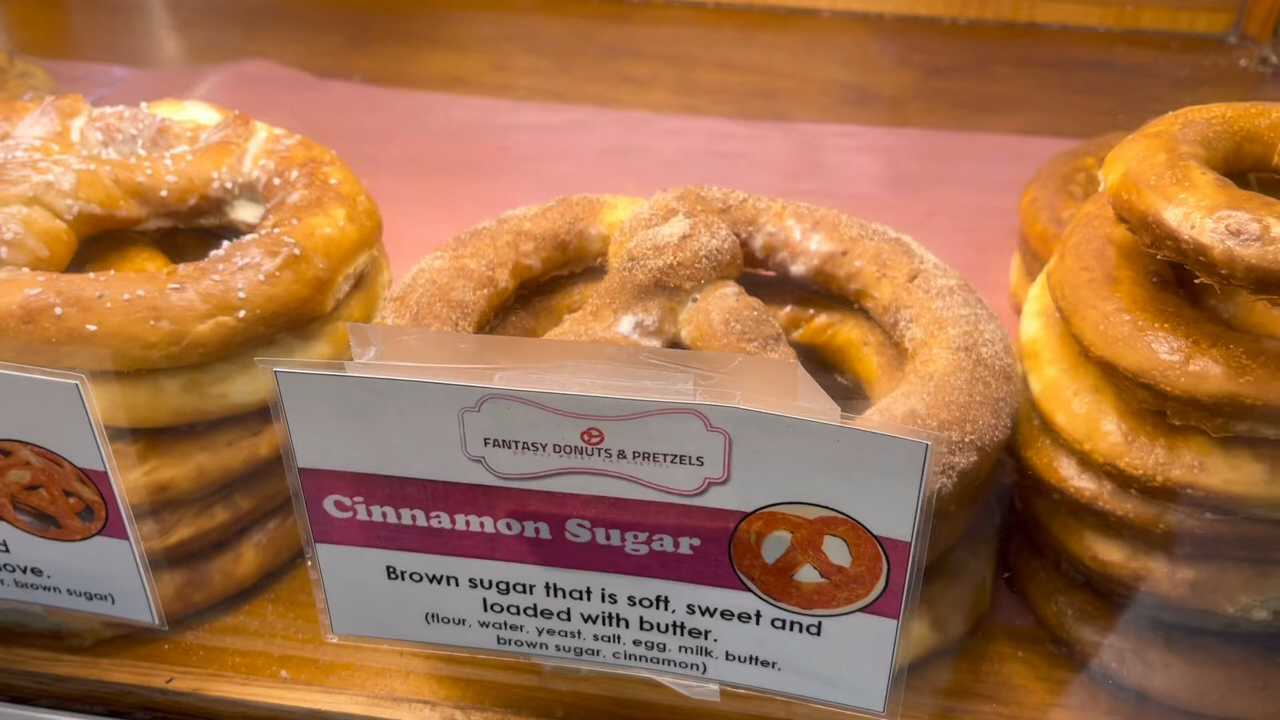 d
ove.
r, brown sugar)
FANTASY DONUTS & PRETZELS
Cinnamon Sugar
Brown sugar that is soft, sweet and
loaded with butter.
(flour, water, yeast, salt, egg, milk, butter,
brown sugar, cinnamon)